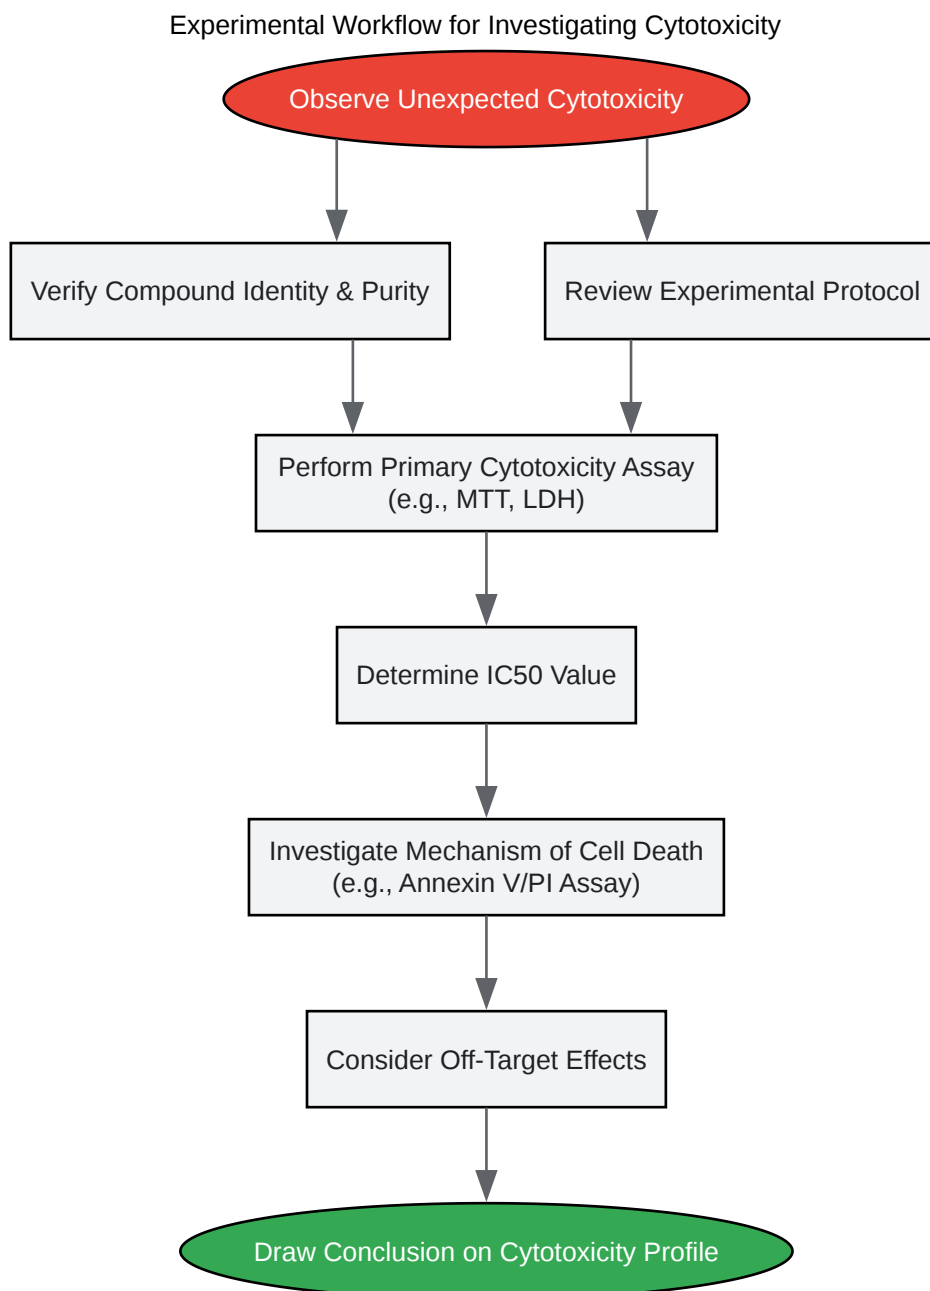 Experimental Workflow for Investigating Cytotoxicity
Observe Unexpected Cytotoxicity
Verify Compound Identity & Purity
Review Experimental Protocol
Perform Primary Cytotoxicity Assay
(e.g., MTT, LDH)
Determine IC50 Value
Investigate Mechanism of Cell Death
(e.g., Annexin V/PI Assay)
Consider Off-Target Effects
Draw Conclusion on Cytotoxicity Profile